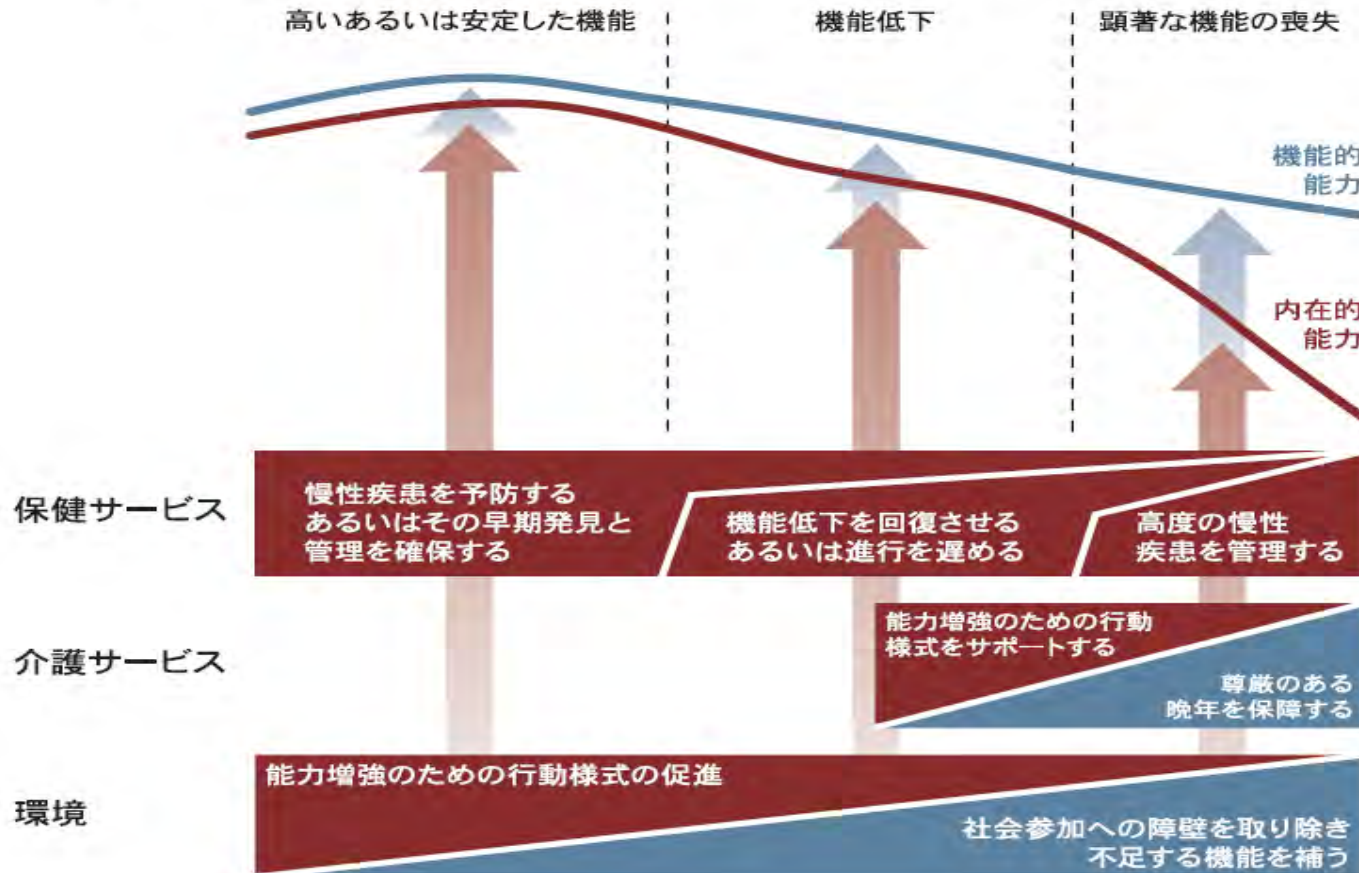 高いあるいは安定した機能
機能低下
顕著な機能の喪失
機能的
能力
内在的
能力
保健サービス
慢性疾患を予防する
あるいはその早期発見と
管理を確保する
機能低下を回復させる
あるいは進行を遅める
高度の慢性
疾患を管理する
介護サービス
能力増強のための行動
様式をサポートする
尊厳のある
晩年を保障する
環境
能力増強のための行動様式の促進
社会参加への障壁を取り除き
不足する機能を補う